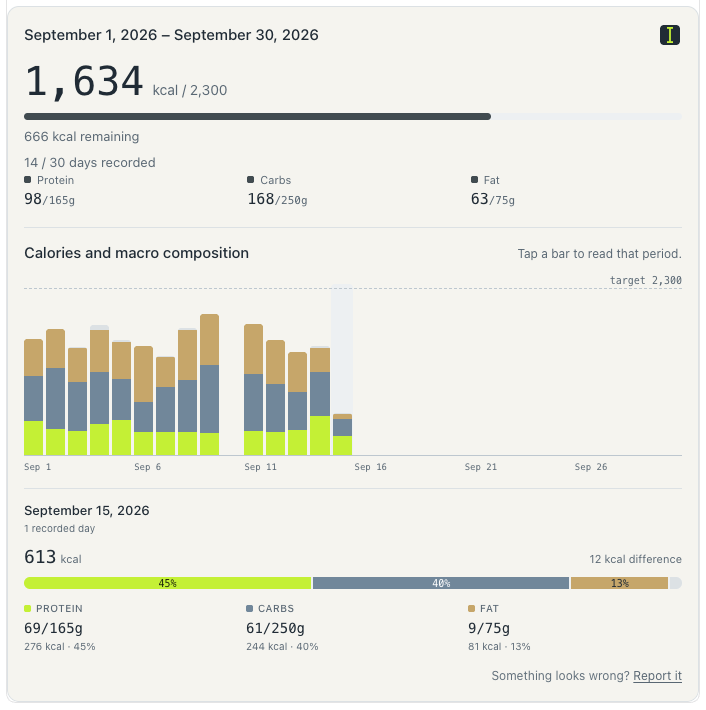 September 1, 2026 – September 30, 2026
1,634 kcal / 2,300
666 kcal remaining
14 / 30 days recorded
Protein Carbs Fat
98/165g 168/250g 63/75g
Calories and macro composition Tap a bar to read that period.
target 2,300
Sep 1 Sep 6 Sep 11 Sep 16 Sep 21 Sep 26
September 15, 2026
1 recorded day
613 kcal 12 kcal difference
45% 40% 13%
PROTEIN CARBS FAT
69/165g 61/250g 9/75g
276 kcal · 45% 244 kcal · 40% 81 kcal · 13%
Something looks wrong? Report it